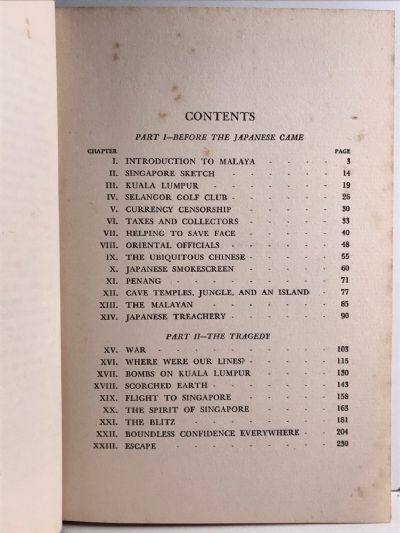 CONTENTS
PART I—BEFORE THE JAPANESE CAME
CHAPTER PAGE
I. INTRODUCTION TO MALAYA - - - - 3
II. SINGAPORE SKETCH - - - - - 14
III. KUALA LUMPUR - - - - - 19
IV. SELANGOR GOLF CLUB - - - - - 26
V. CURRENCY CENSORSHIP - - - - - 30
VI. TAXES AND COLLECTORS - - - - - 33
VII. HELPING TO SAVE FACE - - - - - 40
VIII. ORIENTAL OFFICIALS - - - - - 48
IX. THE UBIQUITOUS CHINESE - - - - - 55
X. JAPANESE SMOKESCREEN - - - - - 60
XI. PENANG - - - - - - 71
XII. CAVE TEMPLES, JUNGLE, AND AN ISLAND - - 77
XIII. THE MALAYAN - - - - - 85
XIV. JAPANESE TREACHERY - - - - - 90
PART II—THE TRAGEDY
XV. WAR - - - - - - - 103
XVI. WHERE WERE OUR LINES? - - - - 115
XVII. BOMBS ON KUALA LUMPUR - - - - 130
XVIII. SCORCHED EARTH - - - - - 143
XIX. FLIGHT TO SINGAPORE - - - - 158
XX. THE SPIRIT OF SINGAPORE - - - - 163
XXI. THE BLITZ - - - - - - 181
XXII. BOUNDLESS CONFIDENCE EVERYWHERE - - 204
XXIII. ESCAPE - - - - - - 230